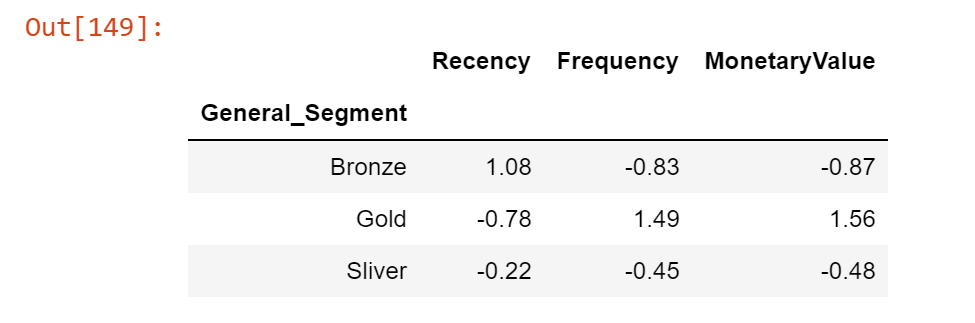 Out[149]:
Recency Frequency MonetaryValue
General_Segment
Bronze 1.08 -0.83 -0.87
Gold -0.78 1.49 1.56
Sliver -0.22 -0.45 -0.48